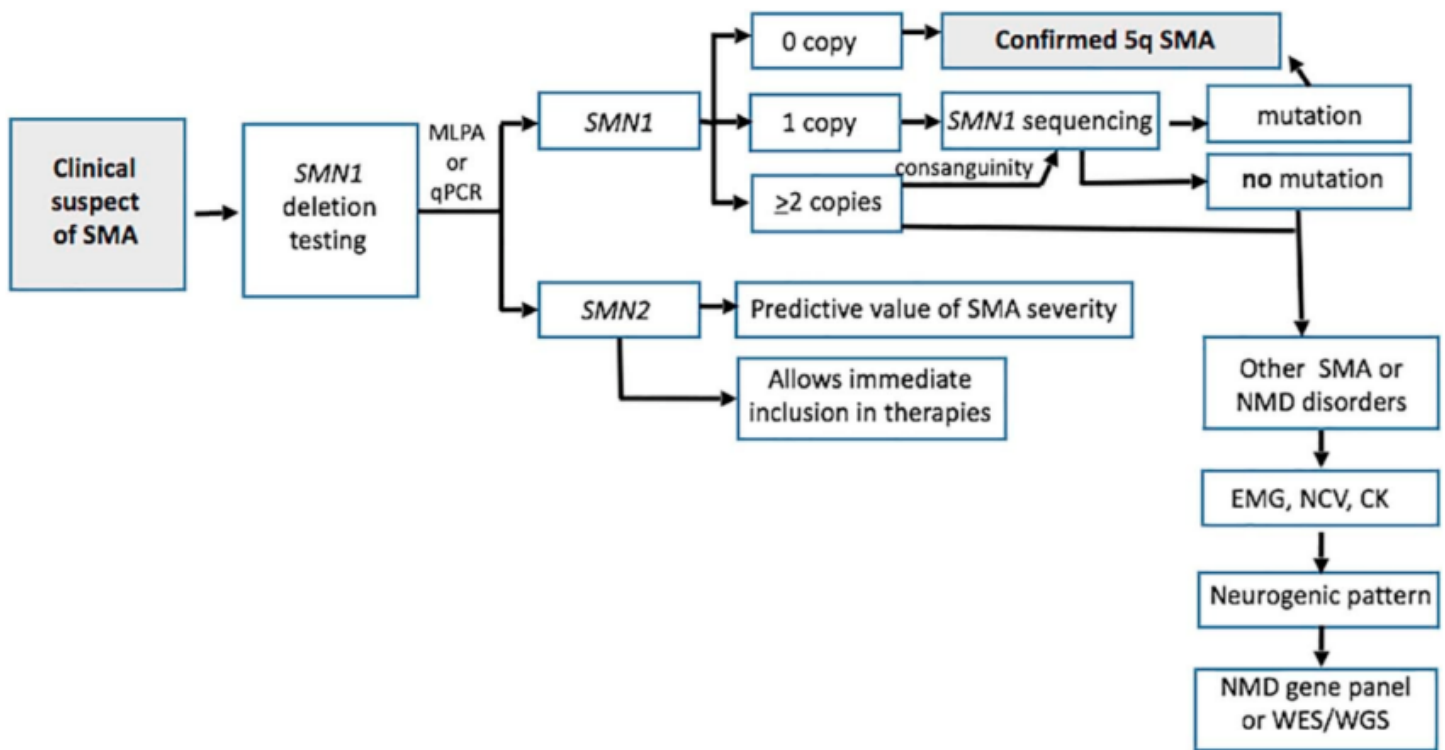 Clinical
suspect
of SMA
SMN1
deletion
testing
MLPA
or
qPCR
SMN1
0 copy
Confirmed 5q SMA
1 copy
SMN1 sequencing
mutation
consanguinity
≥2 copies
no mutation
SMN2
Predictive value of SMA severity
Allows immediate
inclusion in therapies
Other SMA or
NMD disorders
EMG, NCV, CK
Neurogenic pattern
NMD gene panel
or WES/WGS